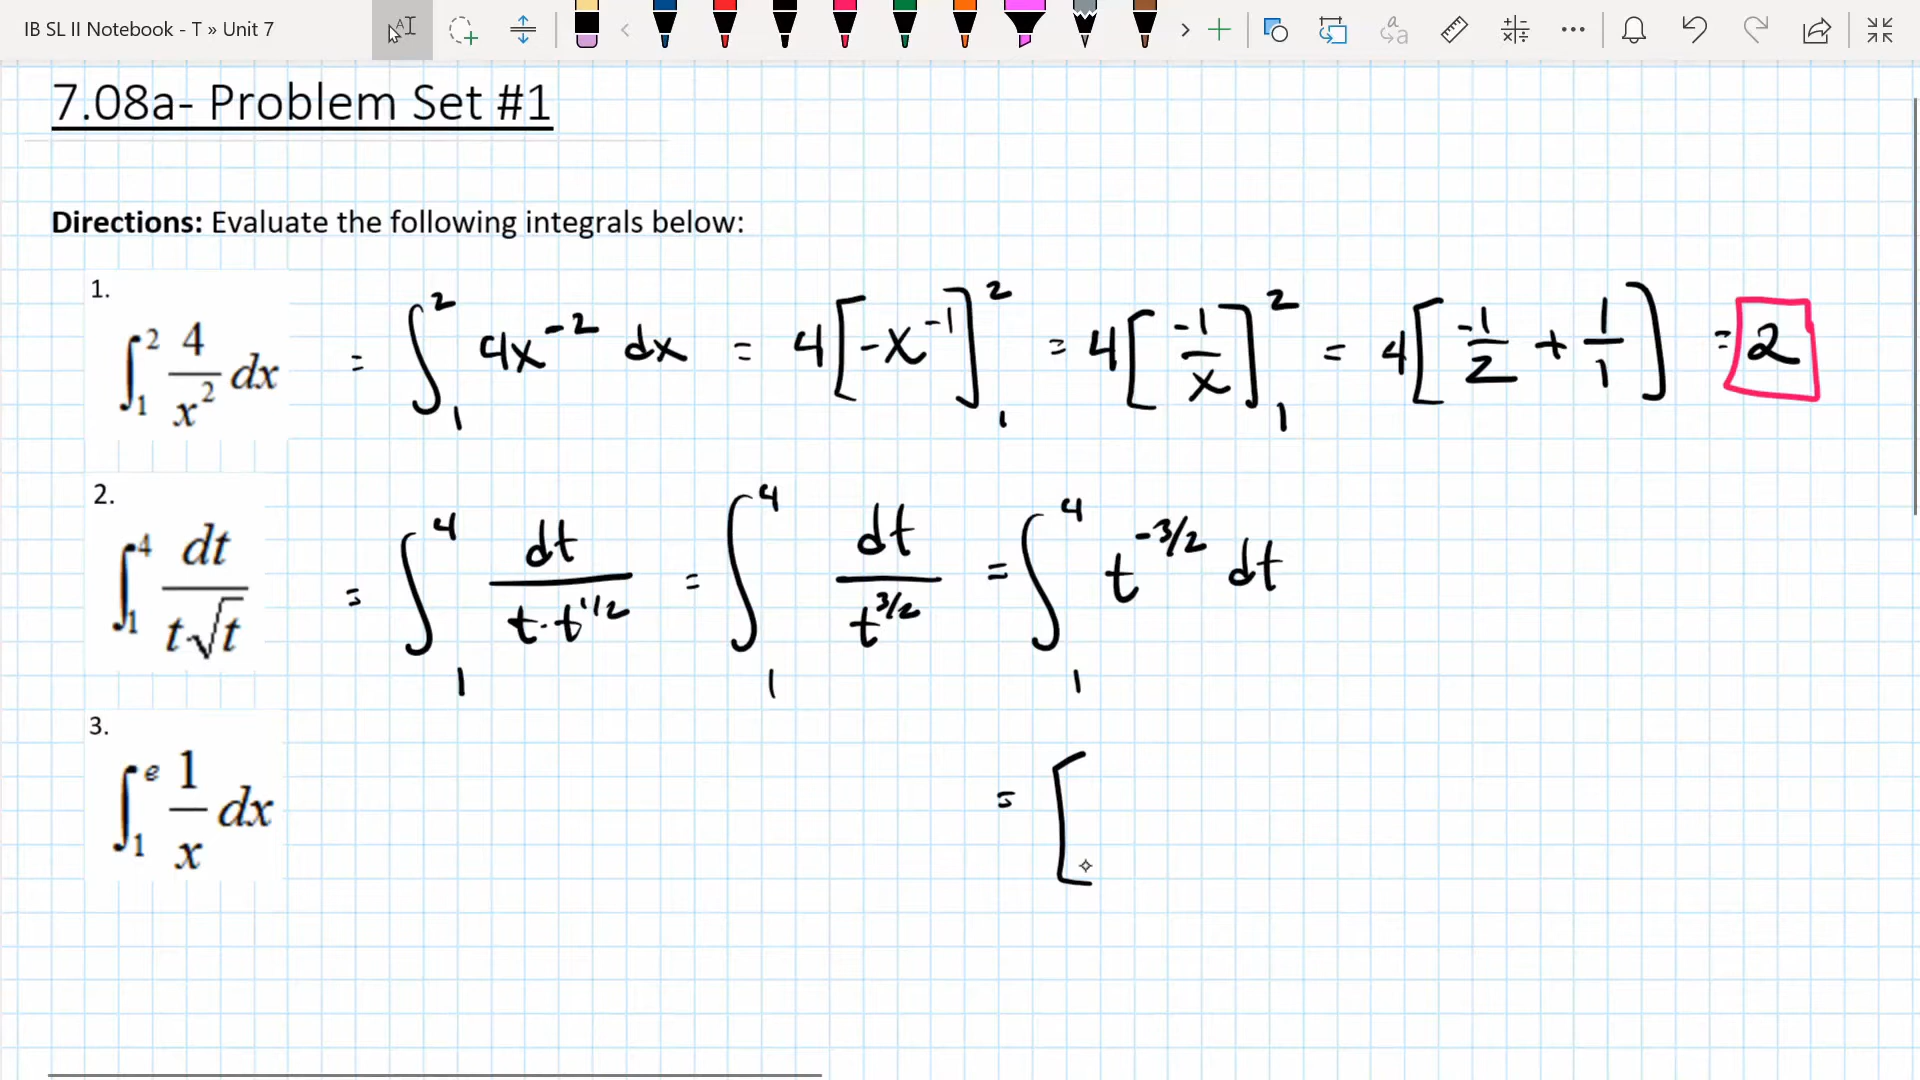 IB SL II Notebook - T » Unit 7
7.08a- Problem Set #1
Directions: Evaluate the following integrals below:
1. ∫₁² 4/x² dx = ∫₁² 4x⁻² dx = 4[-x⁻¹]₁² = 4[-1/x]₁² = 4[-1/2 + 1/1] = 2
2. ∫₁⁴ dt/(t√t) = ∫₁⁴ dt/(t·t^(1/2)) = ∫₁⁴ dt/t^(3/2) = ∫₁⁴ t^(-3/2) dt
= [
3. ∫₁ᵉ 1/x dx